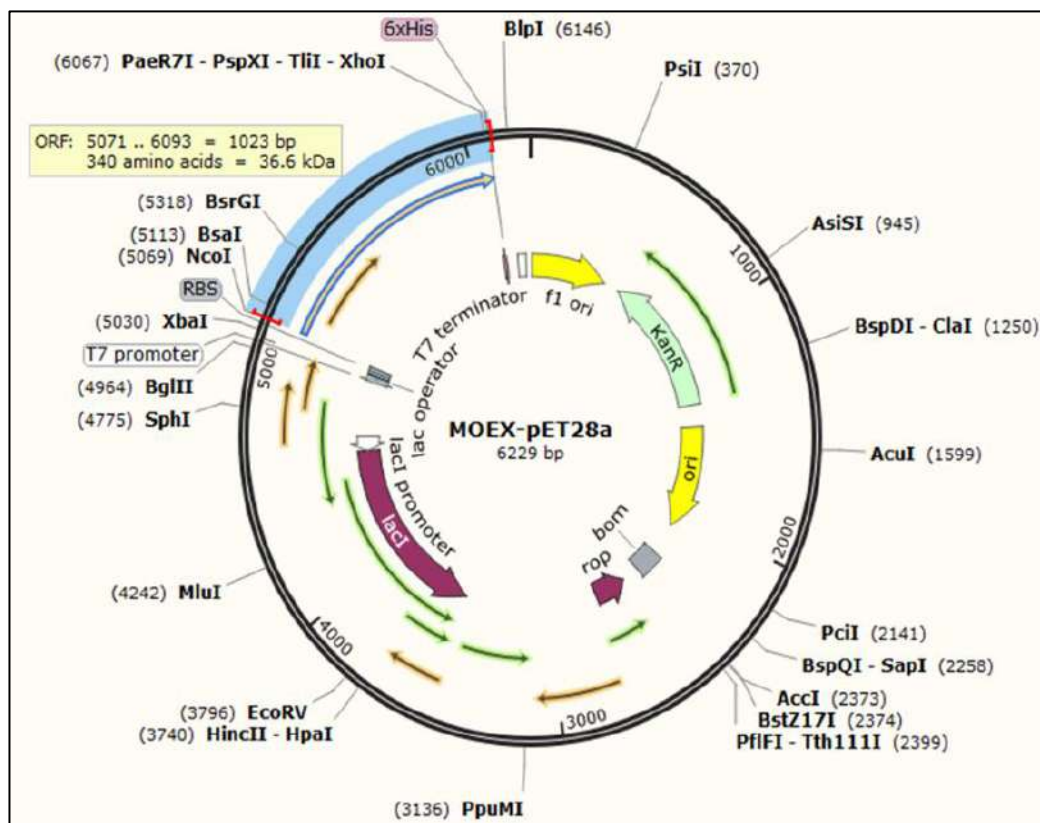 6xHis
BlpI (6146)
(6067) PaeR7I - PspXI - TliI - XhoI
PsiI (370)
ORF: 5071 .. 6093 = 1023 bp
340 amino acids = 36.6 kDa
6000
(5318) BsrGI
(5113) BsaI
(5069) NcoI
RBS
(5030) XbaI
T7 promoter
(4964) BglII
(4775) SphI
5000
AsiSI (945)
1000
BspDI - ClaI (1250)
T7 terminator
f1 ori
KanR
lac operator
MOEX-pET28a
6229 bp
AcuI (1599)
ori
lacI promoter
lacI
bom
rop
2000
(4242) MluI
4000
PciI (2141)
BspQI - SapI (2258)
AccI (2373)
BstZ17I (2374)
PflFI - Tth111I (2399)
(3796) EcoRV
(3740) HincII - HpaI
3000
(3136) PpuMI